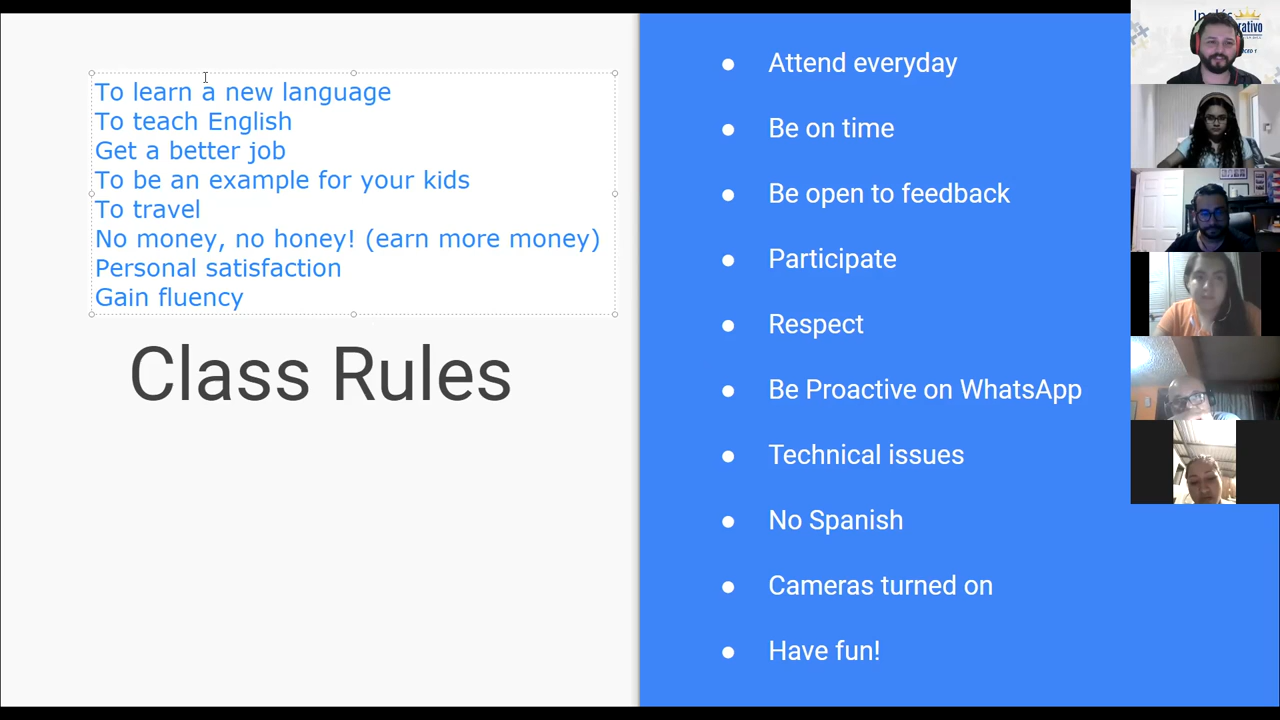 To learn a new language
To teach English
Get a better job
To be an example for your kids
To travel
No money, no honey! (earn more money)
Personal satisfaction
Gain fluency
Class Rules
● Attend everyday
● Be on time
● Be open to feedback
● Participate
● Respect
● Be Proactive on WhatsApp
● Technical issues
● No Spanish
● Cameras turned on
● Have fun!